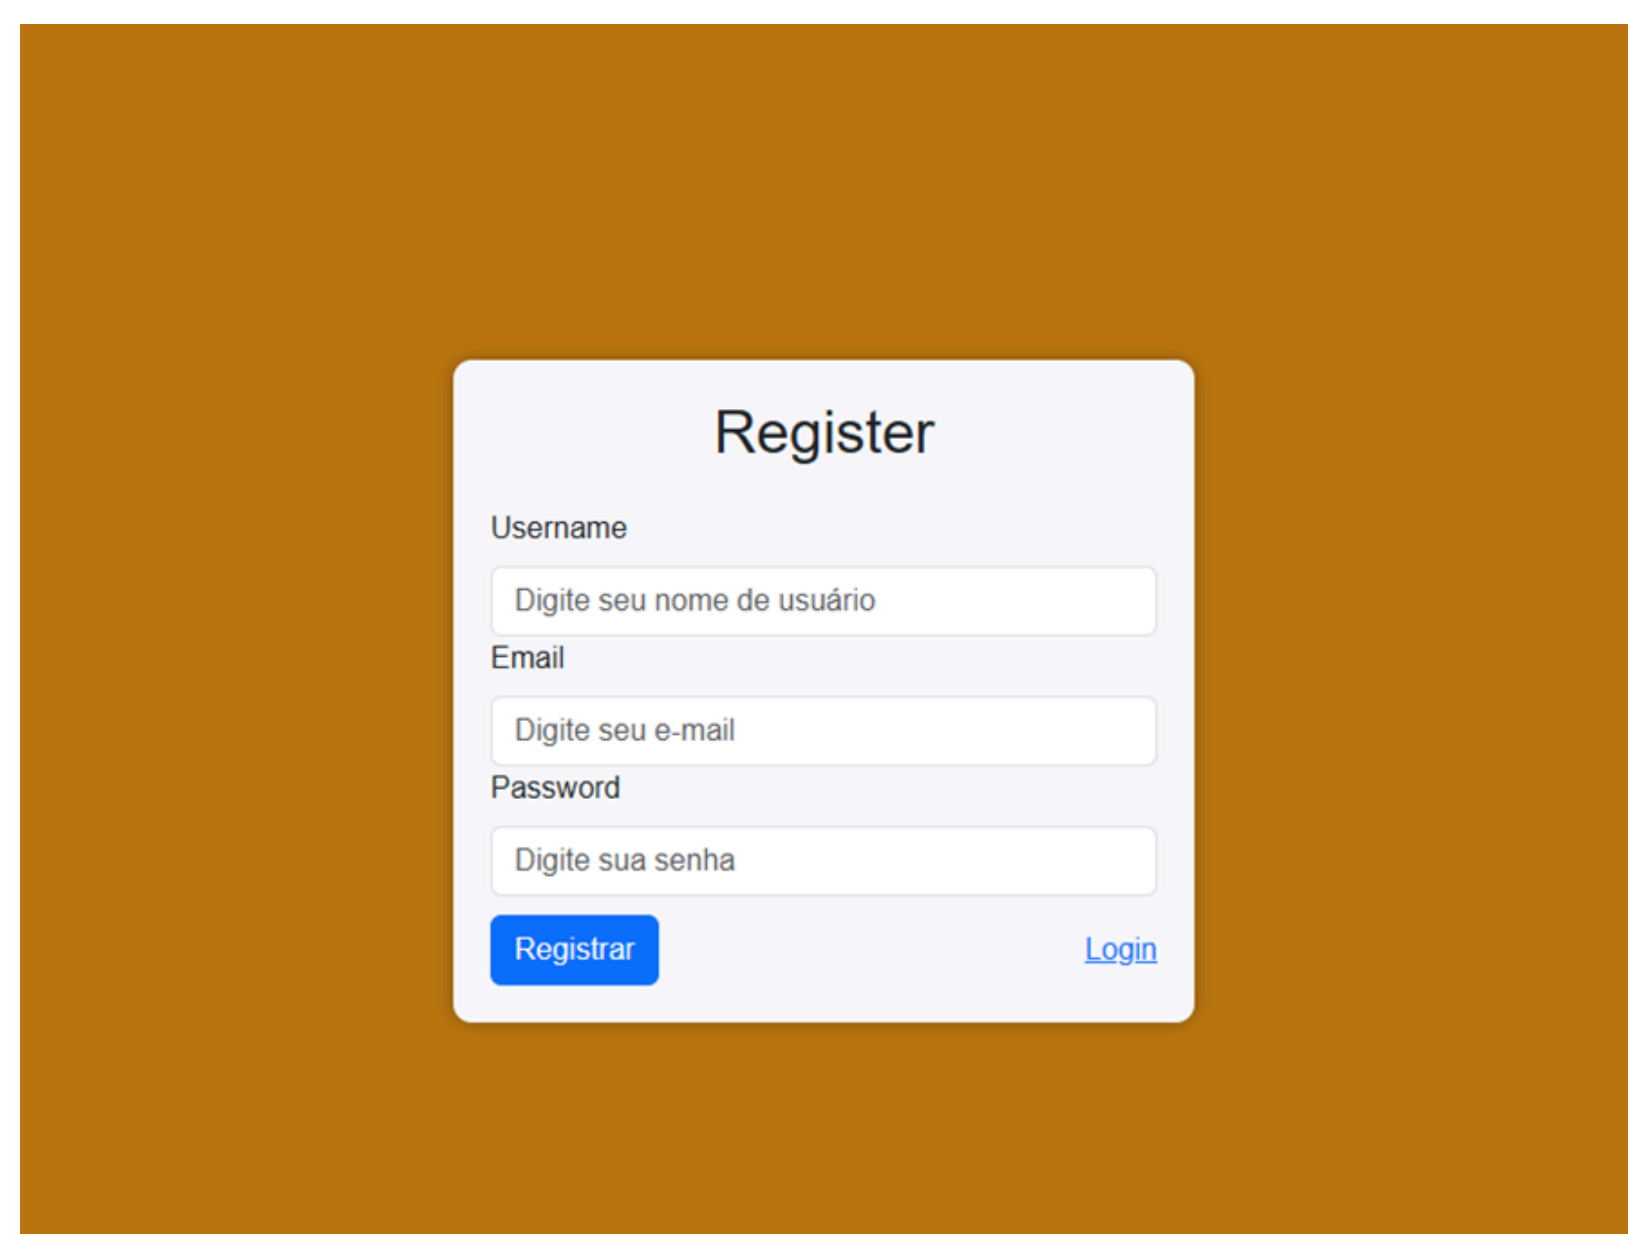 Register
Username
Digite seu nome de usuário
Email
Digite seu e-mail
Password
Digite sua senha
Registrar
Login